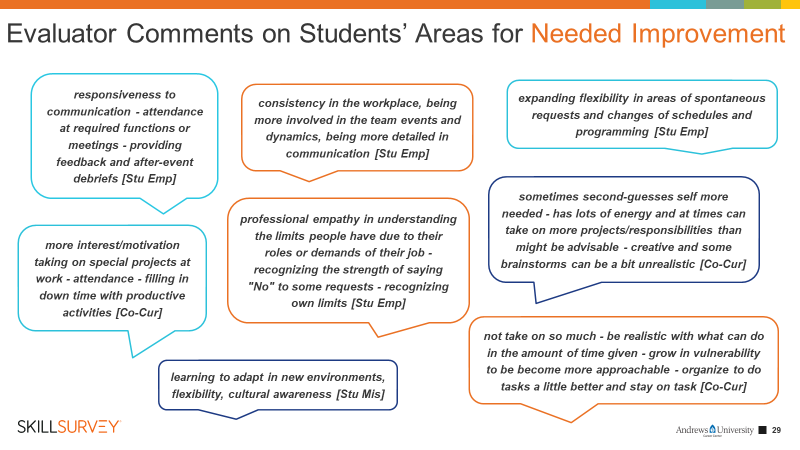 Evaluator Comments on Students' Areas for Needed Improvement
responsiveness to
communication - attendance
at required functions or
meetings - providing
feedback and after-event
debriefs [Stu Emp]
consistency in the workplace, being
more involved in the team events and
dynamics, being more detailed in
communication [Stu Emp]
expanding flexibility in areas of spontaneous
requests and changes of schedules and
programming [Stu Emp]
more interest/motivation
taking on special projects at
work - attendance - filling in
down time with productive
activities [Co-Cur]
professional empathy in understanding
the limits people have due to their
roles or demands of their job -
recognizing the strength of saying
"No" to some requests - recognizing
own limits [Stu Emp]
sometimes second-guesses self more
needed - has lots of energy and at times can
take on more projects/responsibilities than
might be advisable - creative and some
brainstorms can be a bit unrealistic [Co-Cur]
not take on so much - be realistic with what can do
in the amount of time given - grow in vulnerability
to be become more approachable - organize to do
tasks a little better and stay on task [Co-Cur]
learning to adapt in new environments,
flexibility, cultural awareness [Stu Mis]
SKILLSURVEY
Andrews University
29